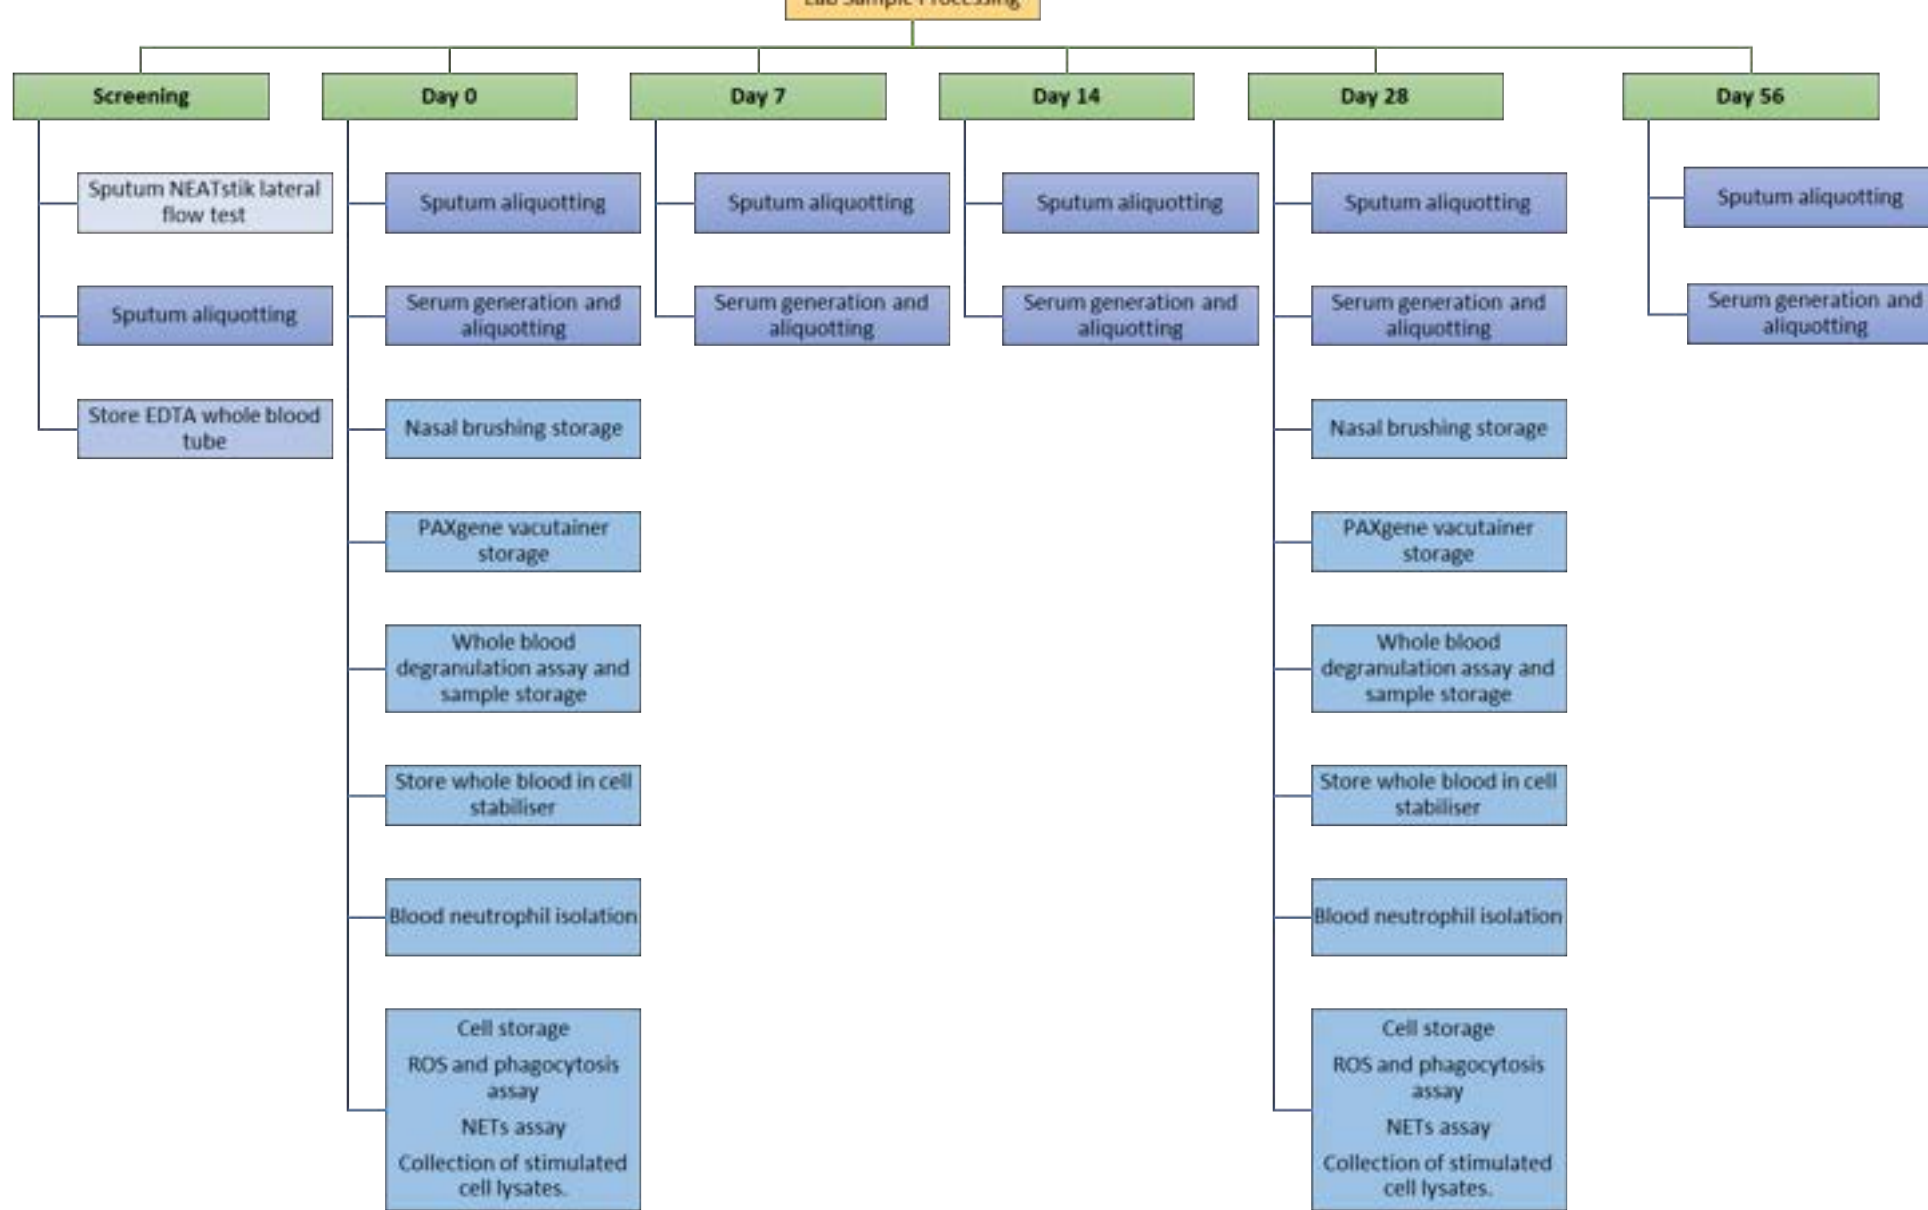 Lab Sample Processing
Screening
Sputum NEATstik lateral
flow test
Sputum aliquotting
Store EDTA whole blood
tube
Day 0
Sputum aliquotting
Serum generation and
aliquotting
Nasal brushing storage
PAXgene vacutainer
storage
Whole blood
degranulation assay and
sample storage
Store whole blood in cell
stabiliser
Blood neutrophil isolation
Cell storage
ROS and phagocytosis
assay
NETs assay
Collection of stimulated
cell lysates.
Day 7
Sputum aliquotting
Serum generation and
aliquotting
Day 14
Sputum aliquotting
Serum generation and
aliquotting
Day 28
Sputum aliquotting
Serum generation and
aliquotting
Nasal brushing storage
PAXgene vacutainer
storage
Whole blood
degranulation assay and
sample storage
Store whole blood in cell
stabiliser
Blood neutrophil isolation
Cell storage
ROS and phagocytosis
assay
NETs assay
Collection of stimulated
cell lysates.
Day 56
Sputum aliquotting
Serum generation and
aliquotting